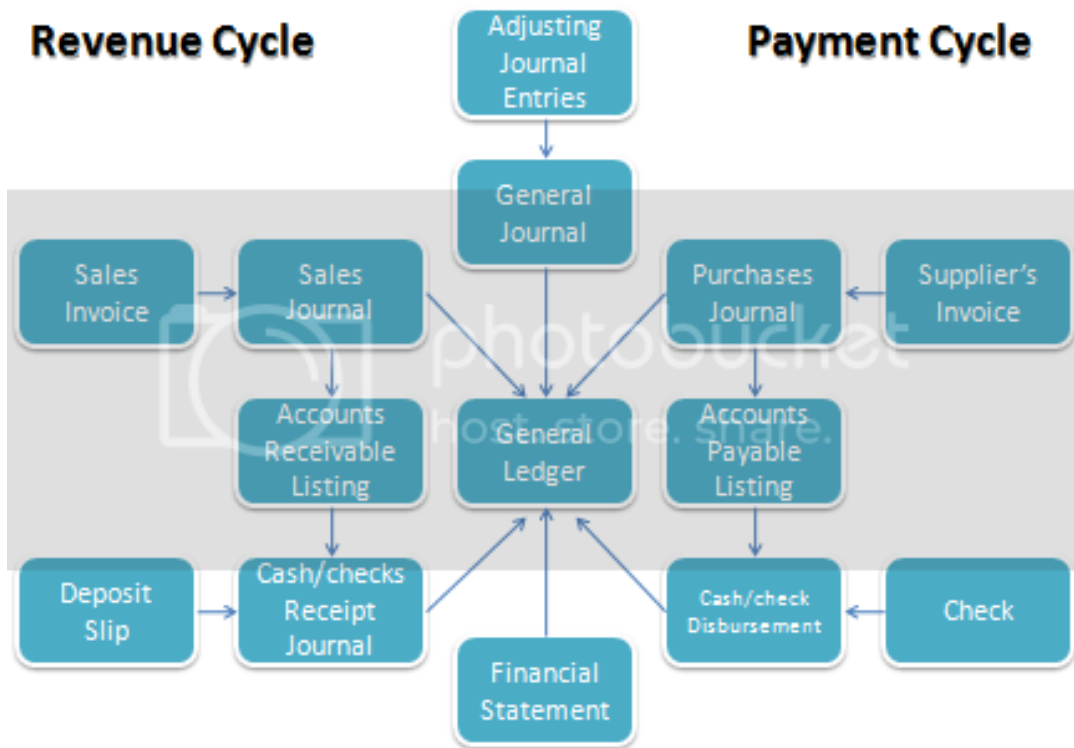 Revenue Cycle
Payment Cycle
Adjusting
Journal
Entries
General
Journal
Sales
Invoice
Sales
Journal
Purchases
Journal
Supplier's
Invoice
photobucket
host. store. share.
Accounts
Receivable
Listing
General
Ledger
Accounts
Payable
Listing
Deposit
Slip
Cash/checks
Receipt
Journal
Cash/check
Disbursement
Check
Financial
Statement